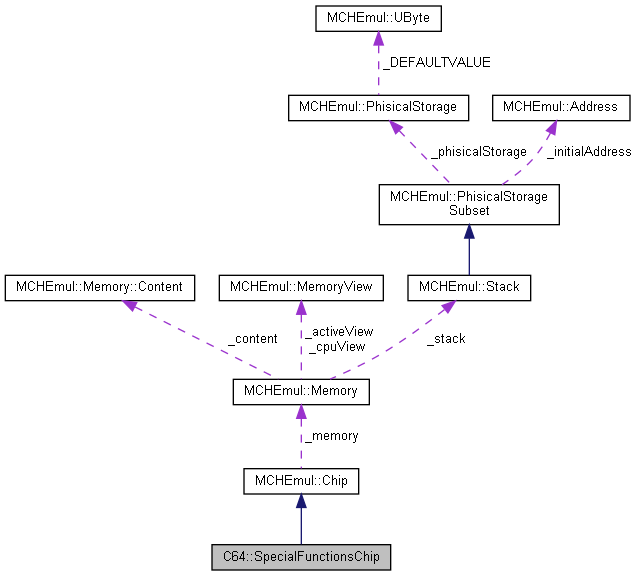 MCHEmul::UByte
_DEFAULTVALUE
MCHEmul::PhisicalStorage
MCHEmul::Address
_phisicalStorage
_initialAddress
MCHEmul::PhisicalStorage
Subset
MCHEmul::Memory::Content
MCHEmul::MemoryView
MCHEmul::Stack
_content
_activeView
_cpuView
_stack
MCHEmul::Memory
_memory
MCHEmul::Chip
C64::SpecialFunctionsChip